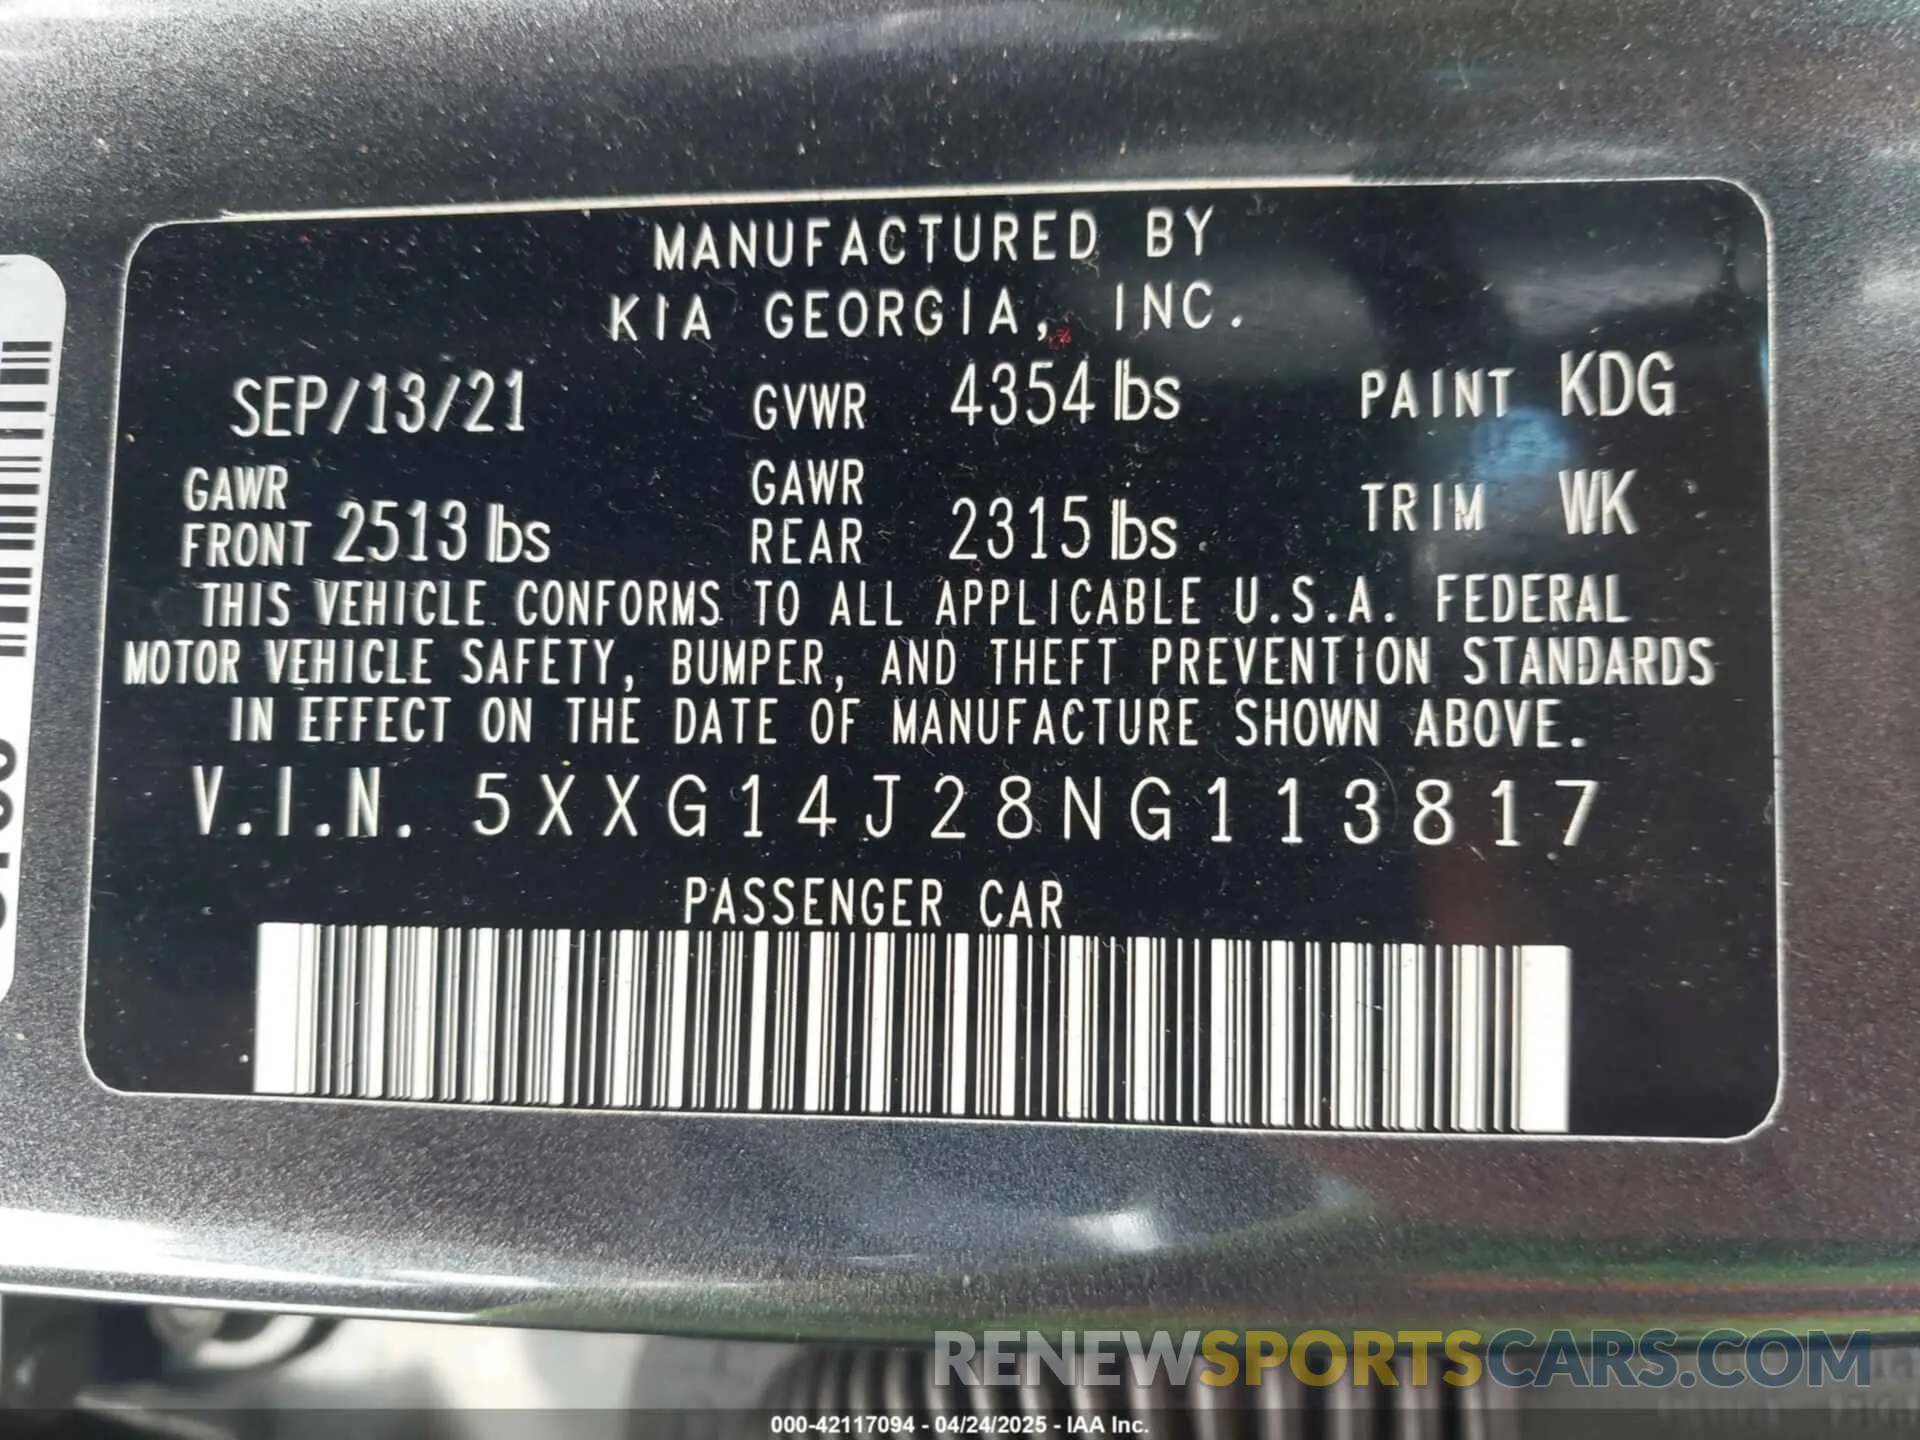 MANUFACTURED BY
KIA GEORGIA, INC.
SEP/13/21 GVWR 4354 lbs PAINT KDG
GAWR FRONT 2513 lbs GAWR REAR 2315 lbs TRIM WK
THIS VEHICLE CONFORMS TO ALL APPLICABLE U.S.A. FEDERAL
MOTOR VEHICLE SAFETY, BUMPER, AND THEFT PREVENTION STANDARDS
IN EFFECT ON THE DATE OF MANUFACTURE SHOWN ABOVE.
V.I.N. 5XXG14J28NG113817
PASSENGER CAR
RENEWSPORTSCARS.COM
000-42117094 - 04/24/2025 - IAA Inc.